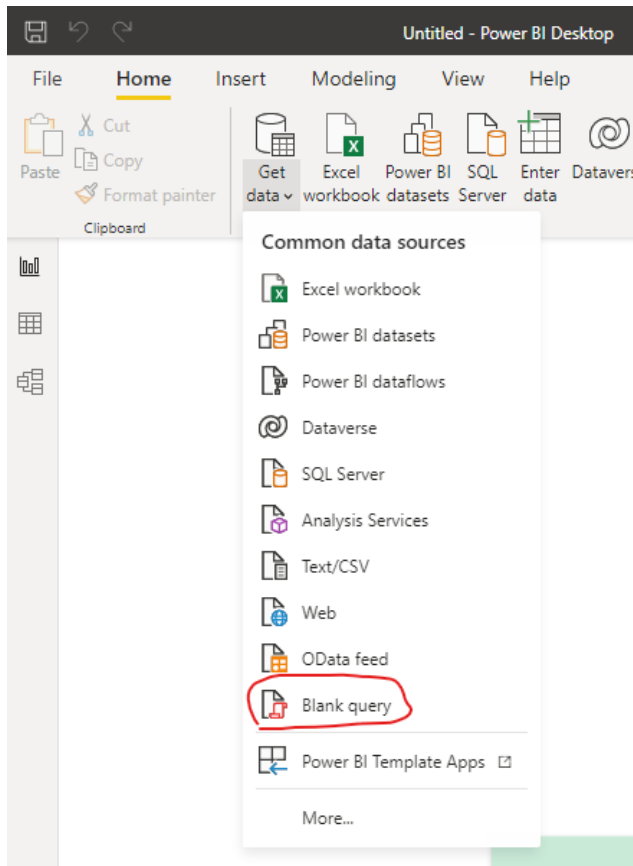 Untitled - Power BI Desktop
File Home Insert Modeling View Help
Paste
Cut
Copy
Format painter
Clipboard
Get data
Excel workbook
Power BI datasets
SQL Server
Enter data
Datavers
Common data sources
Excel workbook
Power BI datasets
Power BI dataflows
Dataverse
SQL Server
Analysis Services
Text/CSV
Web
OData feed
Blank query
Power BI Template Apps
More...